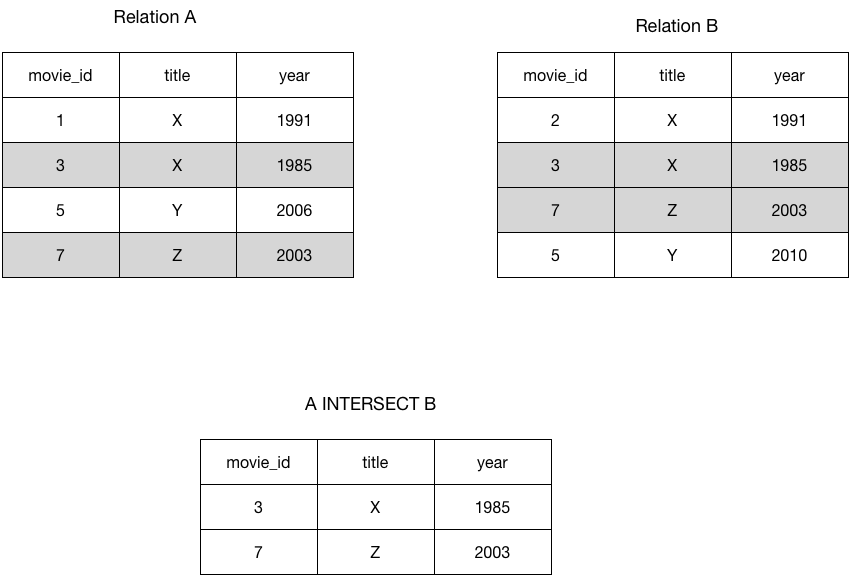 Relation A
movie_id title year
1 X 1991
3 X 1985
5 Y 2006
7 Z 2003
Relation B
movie_id title year
2 X 1991
3 X 1985
7 Z 2003
5 Y 2010
A INTERSECT B
movie_id title year
3 X 1985
7 Z 2003